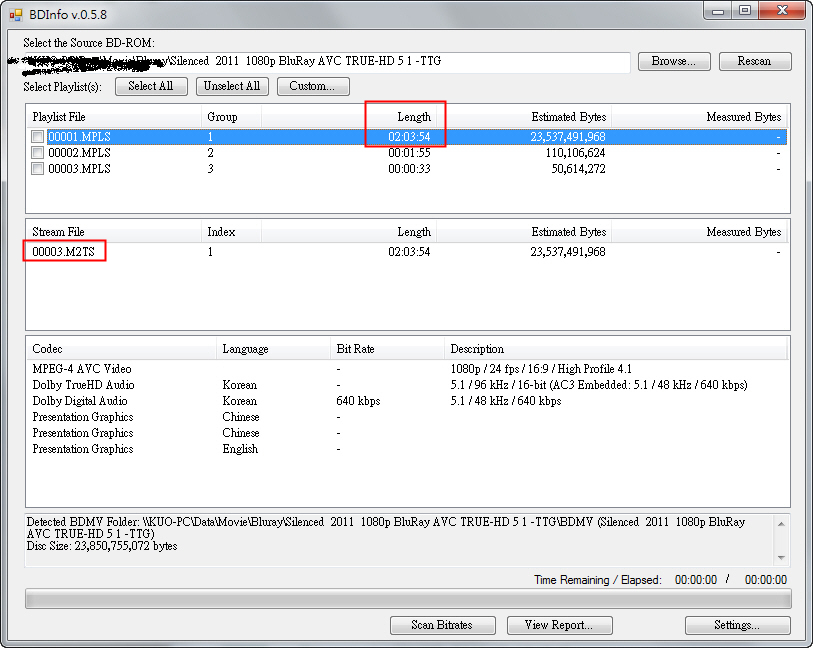 BDInfo v.0.5.8
Select the Source BD-ROM:
\Silenced 2011 1080p BluRay AVC TRUE-HD 5 1 -TTG Browse... Rescan
Select Playlist(s): Select All Unselect All Custom...
Playlist File Group Length Estimated Bytes Measured Bytes
00001.MPLS 1 02:03:54 23,537,491,968 -
00002.MPLS 2 00:01:55 110,106,624 -
00003.MPLS 3 00:00:33 50,614,272 -
Stream File Index Length Estimated Bytes Measured Bytes
00003.M2TS 1 02:03:54 23,537,491,968 -
Codec Language Bit Rate Description
MPEG-4 AVC Video - 1080p / 24 fps / 16:9 / High Profile 4.1
Dolby TrueHD Audio Korean - 5.1 / 96 kHz / 16-bit (AC3 Embedded: 5.1 / 48 kHz / 640 kbps)
Dolby Digital Audio Korean 640 kbps 5.1 / 48 kHz / 640 kbps
Presentation Graphics Chinese -
Presentation Graphics Chinese -
Presentation Graphics English -
Detected BDMV Folder: \\KUO-PC\Data\Movie\Bluray\Silenced 2011 1080p BluRay AVC TRUE-HD 5 1 -TTG\BDMV (Silenced 2011 1080p BluRay
AVC TRUE-HD 5 1 -TTG)
Disc Size: 23,850,755,072 bytes
Time Remaining / Elapsed: 00:00:00 / 00:00:00
Scan Bitrates View Report... Settings...